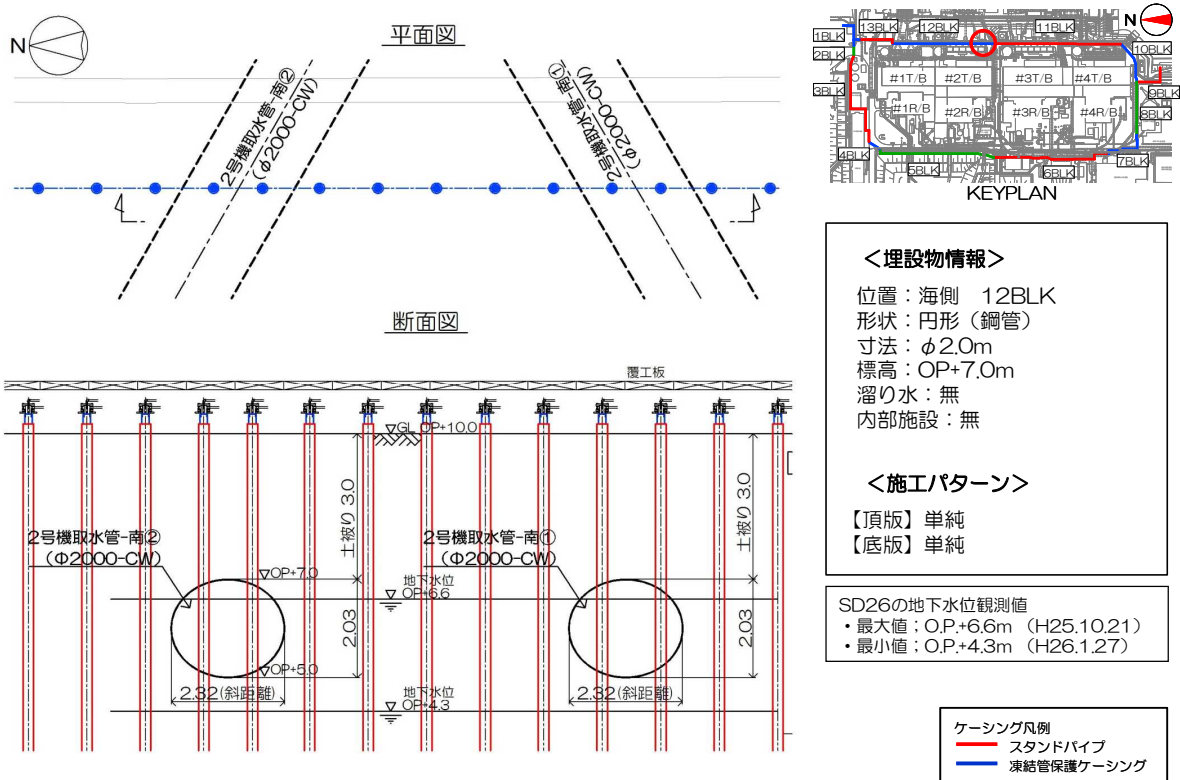 N
平面図
2号機取水管-南②
(φ2000-CW)
2号機取水管-南①
(φ2000-CW)
断面図
覆工板
GL OP+10.0
土被り 3.0
土被り 3.0
2号機取水管-南②
(Φ2000-CW)
2号機取水管-南①
(Φ2000-CW)
OP+7.0
地下水位
OP+6.6
2.03
2.03
OP+5.0
2.32(斜距離)
2.32(斜距離)
地下水位
OP+4.3
N
13BLK
12BLK
11BLK
1BLK
2BLK
10BLK
#1T/B
#2T/B
#3T/B
#4T/B
3BLK
9BLK
#1R/B
#2R/B
#3R/B
#4R/B
8BLK
4BLK
5BLK
6BLK
7BLK
KEYPLAN
＜埋設物情報＞
位置：海側　12BLK
形状：円形（鋼管）
寸法：φ2.0m
標高：OP+7.0m
溜り水：無
内部施設：無
＜施工パターン＞
【頂版】単純
【底版】単純
SD26の地下水位観測値
・最大値；O.P.+6.6m （H25.10.21）
・最小値；O.P.+4.3m （H26.1.27）
ケーシング凡例
スタンドパイプ
凍結管保護ケーシング